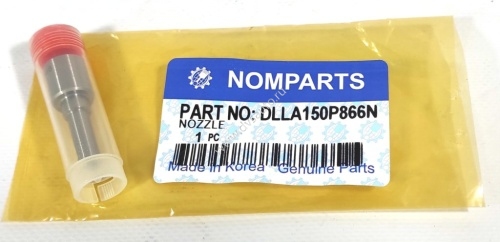 NOMPARTS
PART NO: DLLA150P866N
NOZZLE
1 PC
Made In Korea Genuine Parts